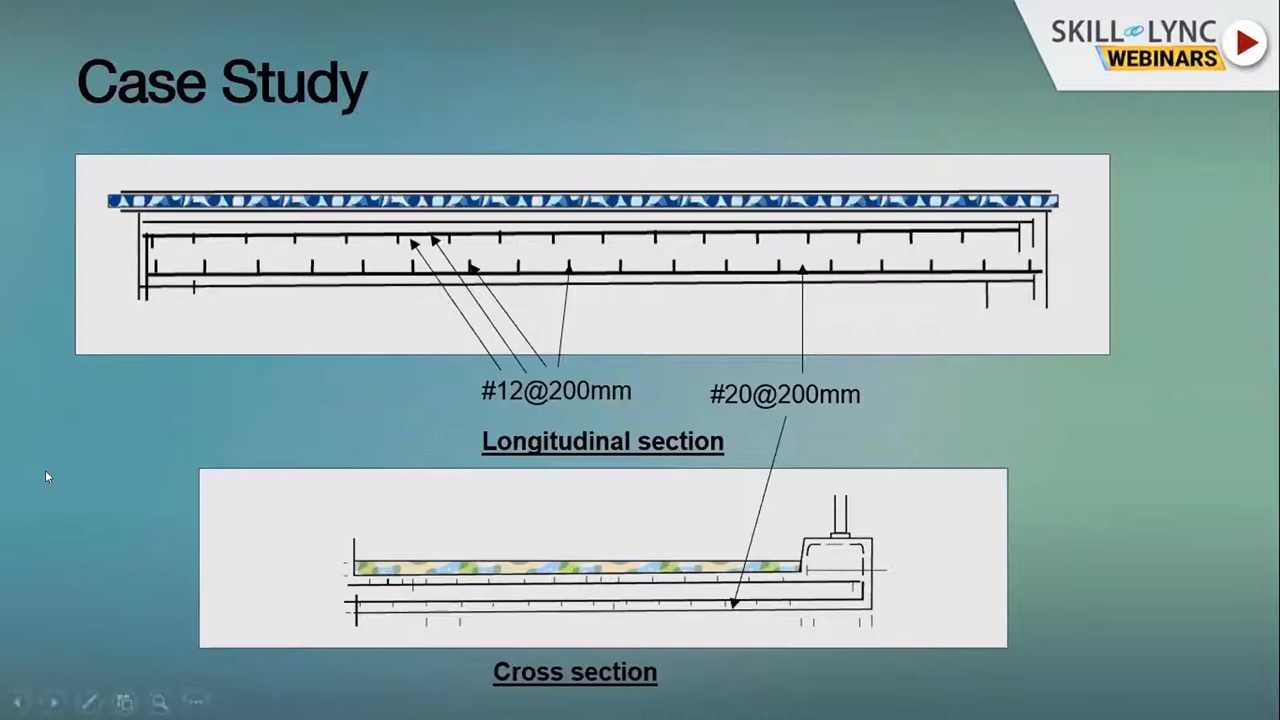 SKILL LYNC
WEBINARS
Case Study
#12@200mm
#20@200mm
Longitudinal section
Cross section